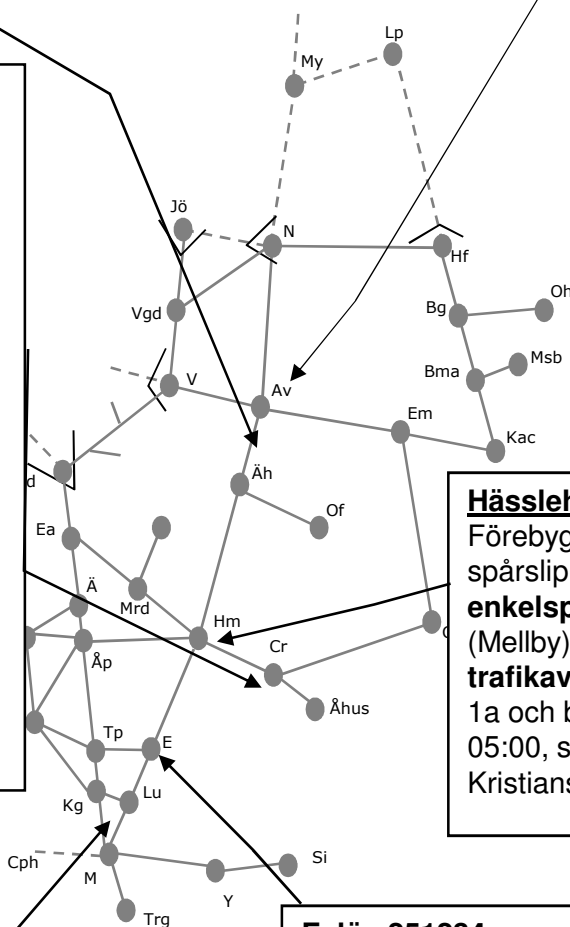 Lp
My
Jö
N
Hf
Vgd
Bg
Oh
V
Av
Bma
Msb
Em
Kac
Äh
d
Of
Ea
Ä
Mrd
Hm
Cr
Åp
Åhus
Tp
E
Kg
Lu
Cph
M
Si
Y
Trg
Förebyg
spårslip
enkelsp
(Mellby)
trafikav
1a och b
05:00, s
Kristians